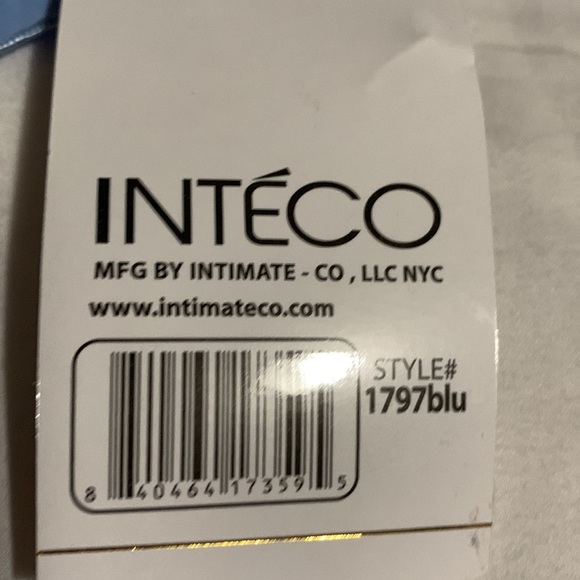 INTÉCO
MFG BY INTIMATE - CO , LLC NYC
www.intimateco.com
STYLE#
1797blu
8 40464 17359 5